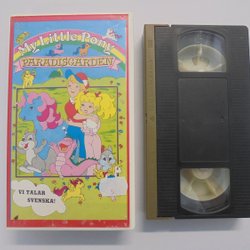 My Little Pony
PARADISGÅRDEN
VI TALAR
SVENSKA!